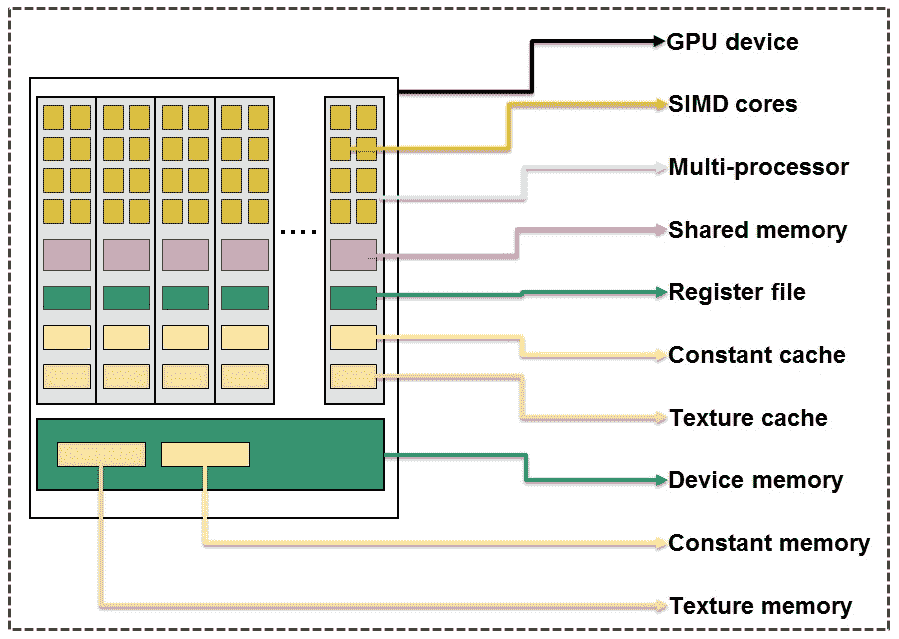 GPU device
SIMD cores
Multi-processor
Shared memory
Register file
Constant cache
Texture cache
Device memory
Constant memory
Texture memory